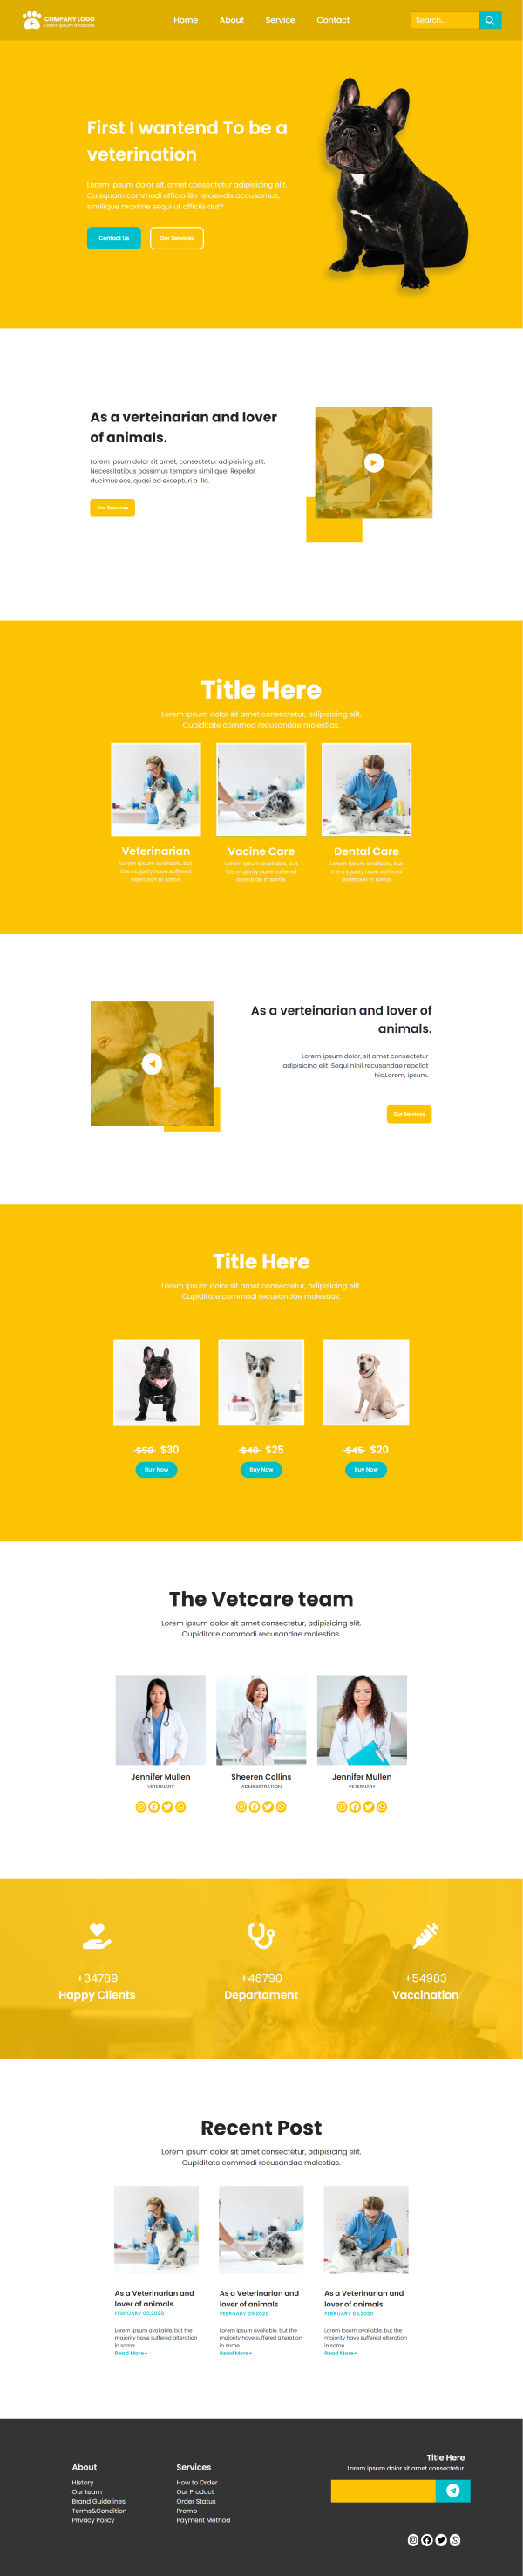 COMPANY LOGO
Lorem ipsum available
Home About Service Contact
Search...
First I wantend To be a
veterination
Lorem ipsum dolor sit, amet consectetur adipisicing elit.
Quisquam commodi officia illo reiciendis accusamus,
similique maxime sequi ut officiis aut?
Contact Us
Our Services
As a verteinarian and lover
of animals.
Lorem ipsum dolor sit amet, consectetur adipisicing elit.
Necessitatibus possimus tempore similique! Repellat
ducimus eos, quasi ad excepturi a illo.
Our Services
Title Here
Lorem ipsum dolor sit amet consectetur, adipisicing elit.
Cupiditate commod recusandae molestias.
Veterinarian
Lorem ipsum available, but
the majority have suffered
alteration in some.
Vacine Care
Lorem ipsum available, but
the majority have suffered
alteration in some.
Dental Care
Lorem ipsum available, but
the majority have suffered
alteration in some.
As a verteinarian and lover of
animals.
Lorem ipsum dolor, sit amet consectetur
adipisicing elit. Sequi nihil recusandae repellat
hic,Lorem, ipsum.
Our Services
Title Here
Lorem ipsum dolor sit amet consectetur, adipisicing elit.
Cupiditate commodi recusandae molestias.
$50 $30
Buy Now
$40 $25
Buy Now
$45 $20
Buy Now
The Vetcare team
Lorem ipsum dolor sit amet consectetur, adipisicing elit.
Cupiditate commodi recusandae molestias.
Jennifer Mullen
VETERNARY
Sheeren Collins
ADMINISTRATION
Jennifer Mullen
VETERNARY
+34789
Happy Clients
+46790
Departament
+54983
Vaccination
Recent Post
Lorem ipsum dolor sit amet consectetur, adipisicing elit.
Cupiditate commodi recusandae molestias.
As a Veterinarian and
lover of animals
FEBRUARY 09,2020
Lorem Ipsum available, but the
majority have suffered alteration
in some.
Read More+
As a Veterinarian and
lover of animals
FEBRUARY 09,2020
Lorem Ipsum available, but the
majority have suffered alteration
in some.
Read More+
As a Veterinarian and
lover of animals
FEBRUARY 09,2020
Lorem Ipsum available, but the
majority have suffered alteration
in some.
Read More+
About
History
Our team
Brand Guidelines
Terms&Condition
Privacy Policy
Services
How to Order
Our Product
Order Status
Promo
Payment Method
Title Here
Lorem ipsum dolor sit amet consectetur.